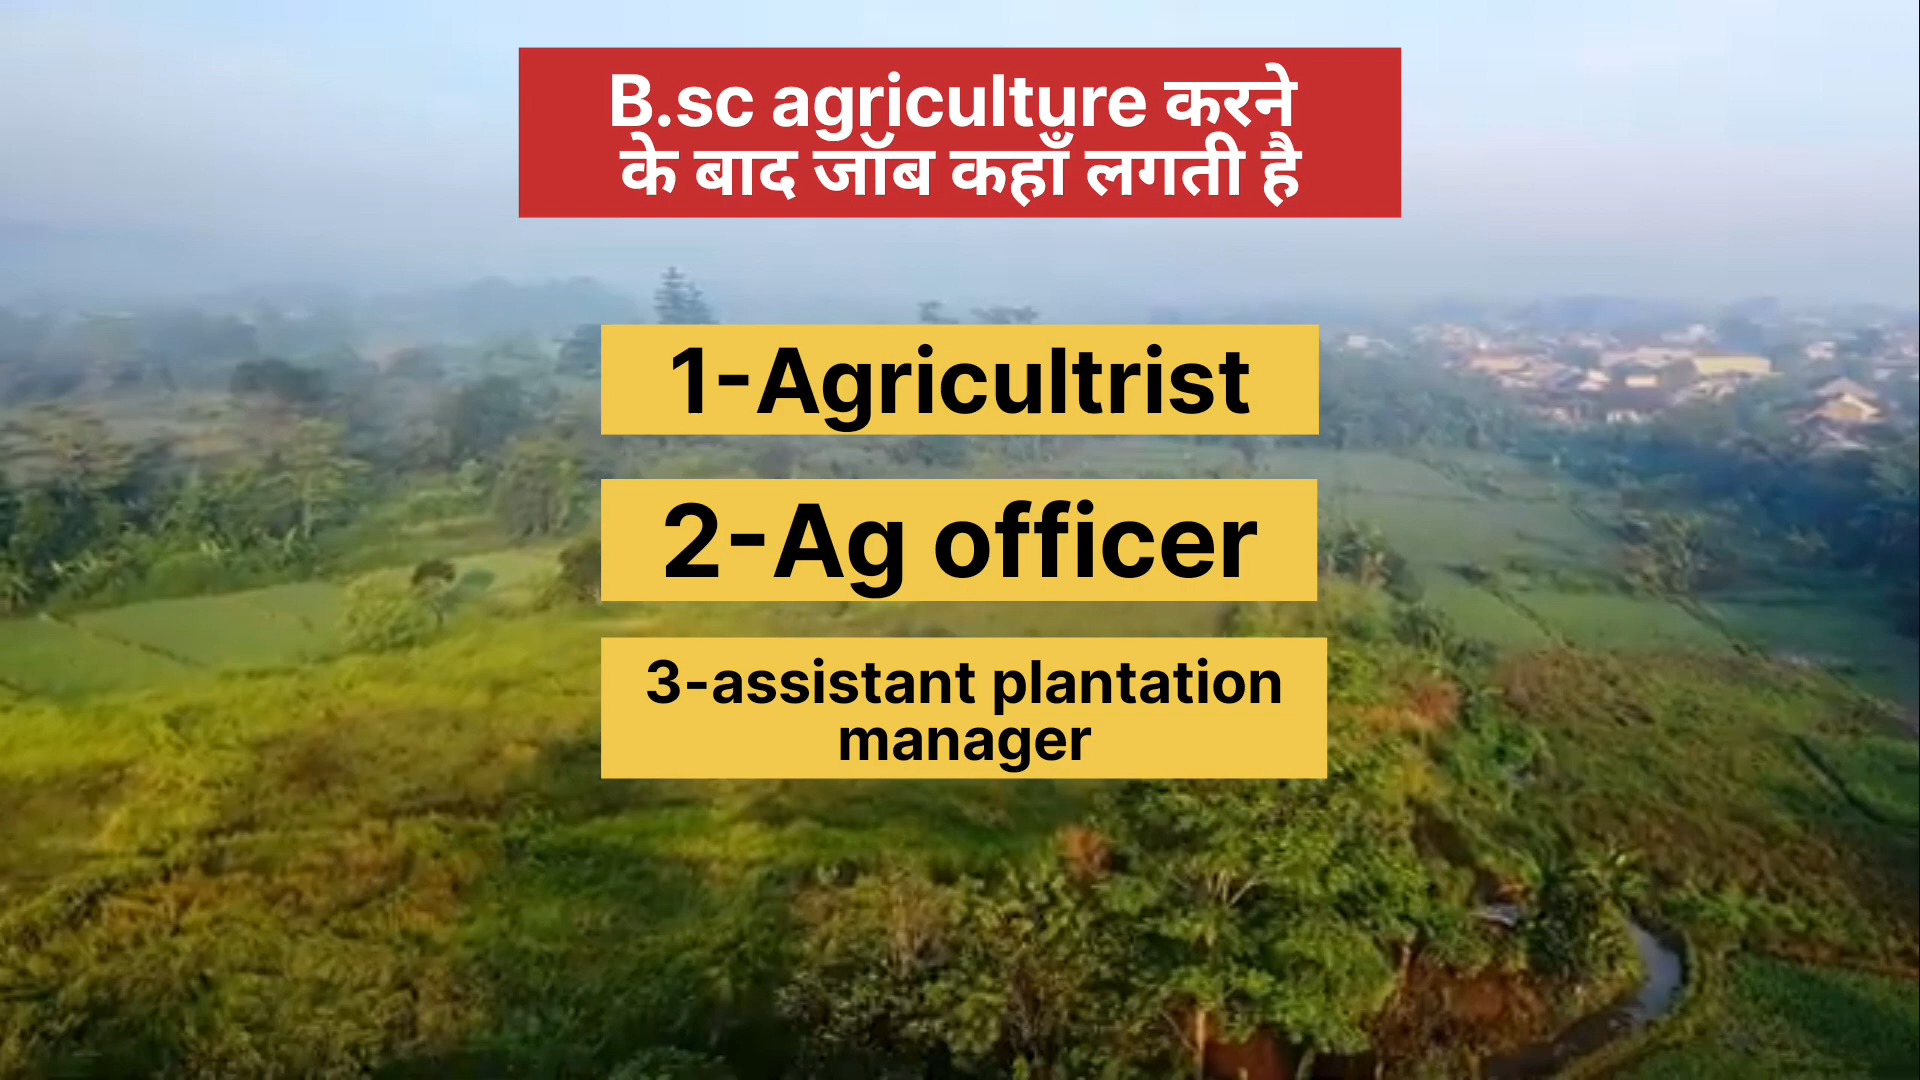 B.sc agriculture करने
के बाद जॉब कहाँ लगती है
1-Agricultrist
2-Ag officer
3-assistant plantation
manager